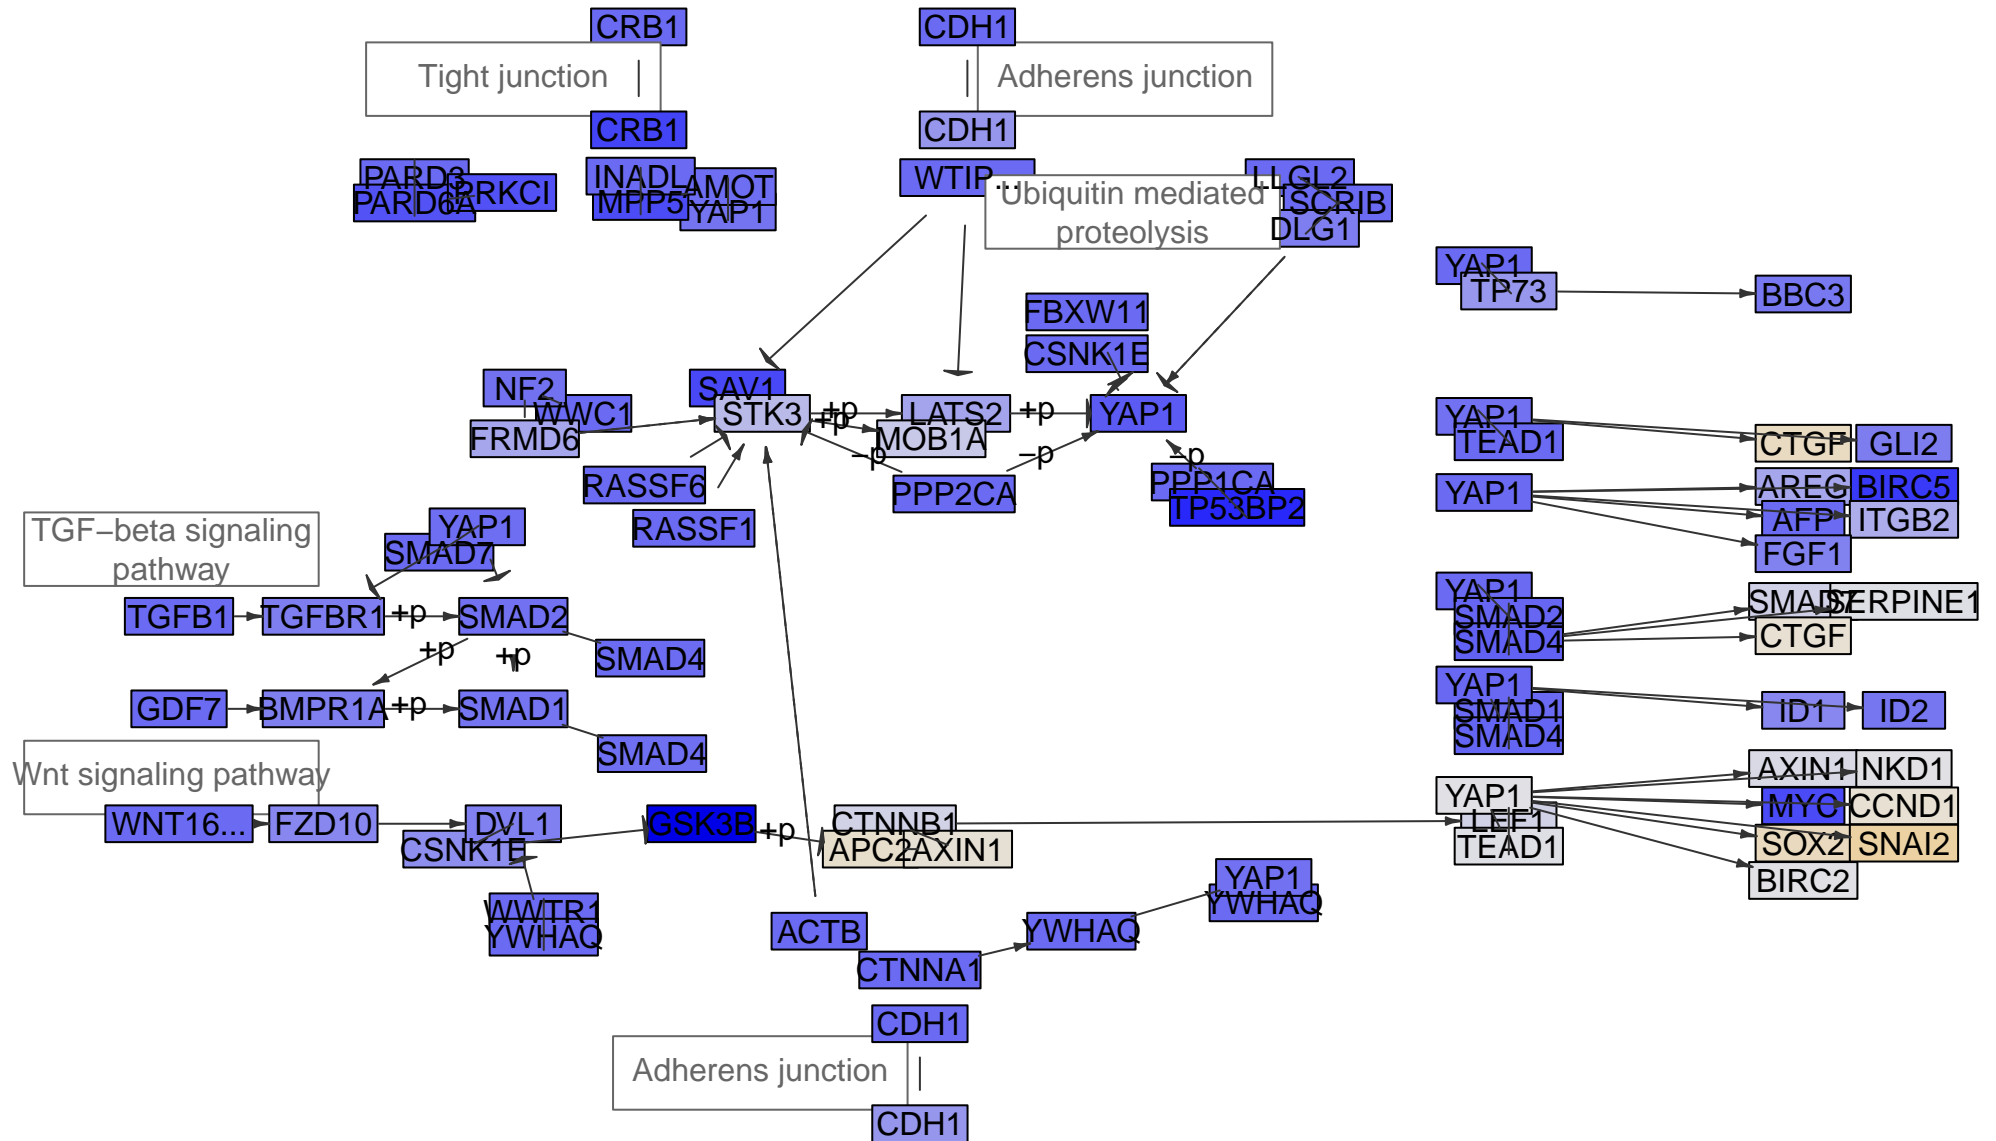 CRB1
CDH1
Tight junction
Adherens junction
CRB1
CDH1
PARD3
PRKCI
PARD6A
INADL
AMOT
MPP5
YAP1
WTIP...
Ubiquitin mediated
proteolysis
LLGL2
SCRIB
DLG1
YAP1
TP73
BBC3
FBXW11
CSNK1E
NF2
WWC1
FRMD6
SAV1
STK3
+p
+p
LATS2
MOB1A
+p
YAP1
−p
−p
−p
RASSF6
RASSF1
PPP2CA
PPP1CA
TP53BP2
YAP1
TEAD1
CTGF
GLI2
YAP1
AREG
BIRC5
AFP
ITGB2
FGF1
TGF−beta signaling
pathway
YAP1
SMAD7
TGFB1
TGFBR1
+p
SMAD2
+p
+p
SMAD4
GDF7
BMPR1A
+p
SMAD1
SMAD4
YAP1
SMAD2
SMAD4
SMAD7
SERPINE1
CTGF
YAP1
SMAD1
SMAD4
ID1
ID2
Wnt signaling pathway
WNT16...
FZD10
DVL1
CSNK1E
GSK3B
+p
CTNNB1
APC2
AXIN1
YAP1
LEF1
TEAD1
AXIN1
NKD1
MYC
CCND1
SOX2
SNAI2
BIRC2
WWTR1
YWHAQ
ACTB
CTNNA1
YWHAQ
YAP1
YWHAQ
CDH1
Adherens junction
CDH1